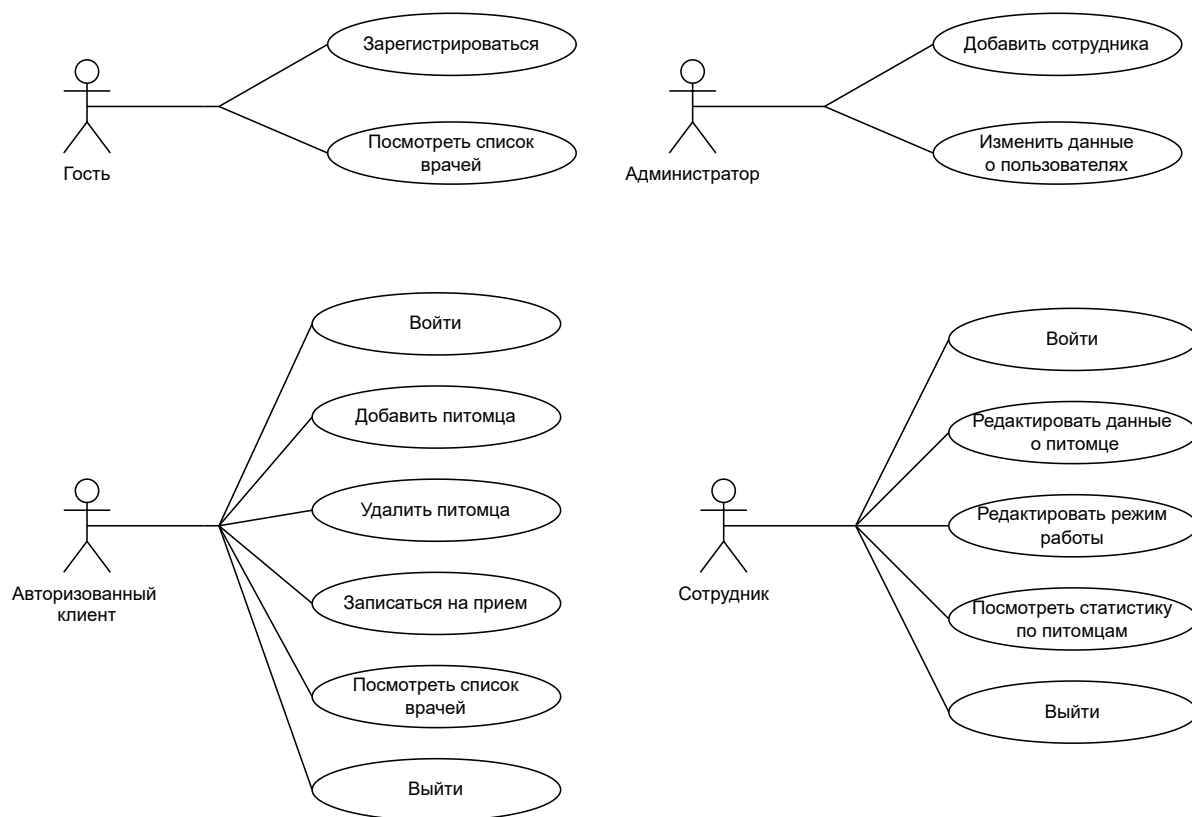 Зарегистрироваться
Посмотреть список
врачей
Гость
Добавить сотрудника
Изменить данные
о пользователях
Администратор
Войти
Добавить питомца
Удалить питомца
Записаться на прием
Посмотреть список
врачей
Выйти
Авторизованный
клиент
Войти
Редактировать данные
о питомце
Редактировать режим
работы
Посмотреть статистику
по питомцам
Выйти
Сотрудник